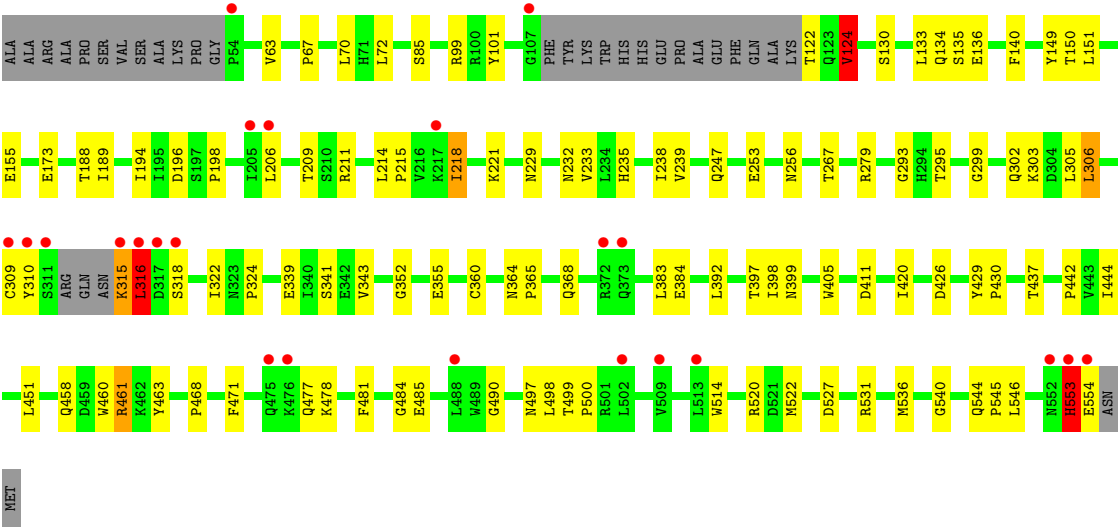 ALA ALA ARG ALA PRO SER VAL SER ALA LYS PRO GLY P54 V63 P67 L70 H71 L72 S85 R99 R100 Y101 G107 PHE TYR LYS TRP HIS HIS GLU PRO ALA GLU PHE GLN ALA LYS T122 Q123 V124 S130 L133 Q134 S135 E136 F140 Y149 T150 L151
E155 E173 T188 I189 I194 I195 D196 S197 P198 I205 L206 T209 S210 R211 L214 P215 V216 K217 I218 K221 N229 N232 V233 L234 H235 I238 V239 Q247 E253 N256 T267 R279 G293 H294 T295 G299 Q302 K303 D304 L305 L306
C309 Y310 S311 ARG GLN ASN K315 L316 D317 S318 I322 N323 P324 E339 I340 S341 E342 V343 G352 E355 C360 N364 P365 Q368 R372 Q373 L383 E384 L392 T397 I398 N399 W405 D411 I420 D426 Y429 P430 T437 P442 V443 I444
L451 Q458 D459 W460 R461 K462 Y463 P468 F471 Q475 K476 Q477 K478 F481 G484 E485 L488 W489 G490 N497 L498 T499 P500 R501 L502 V509 L513 W514 R520 D521 M522 D527 R531 M536 G540 Q544 P545 L546 N552 H553 E554 ASN
MET